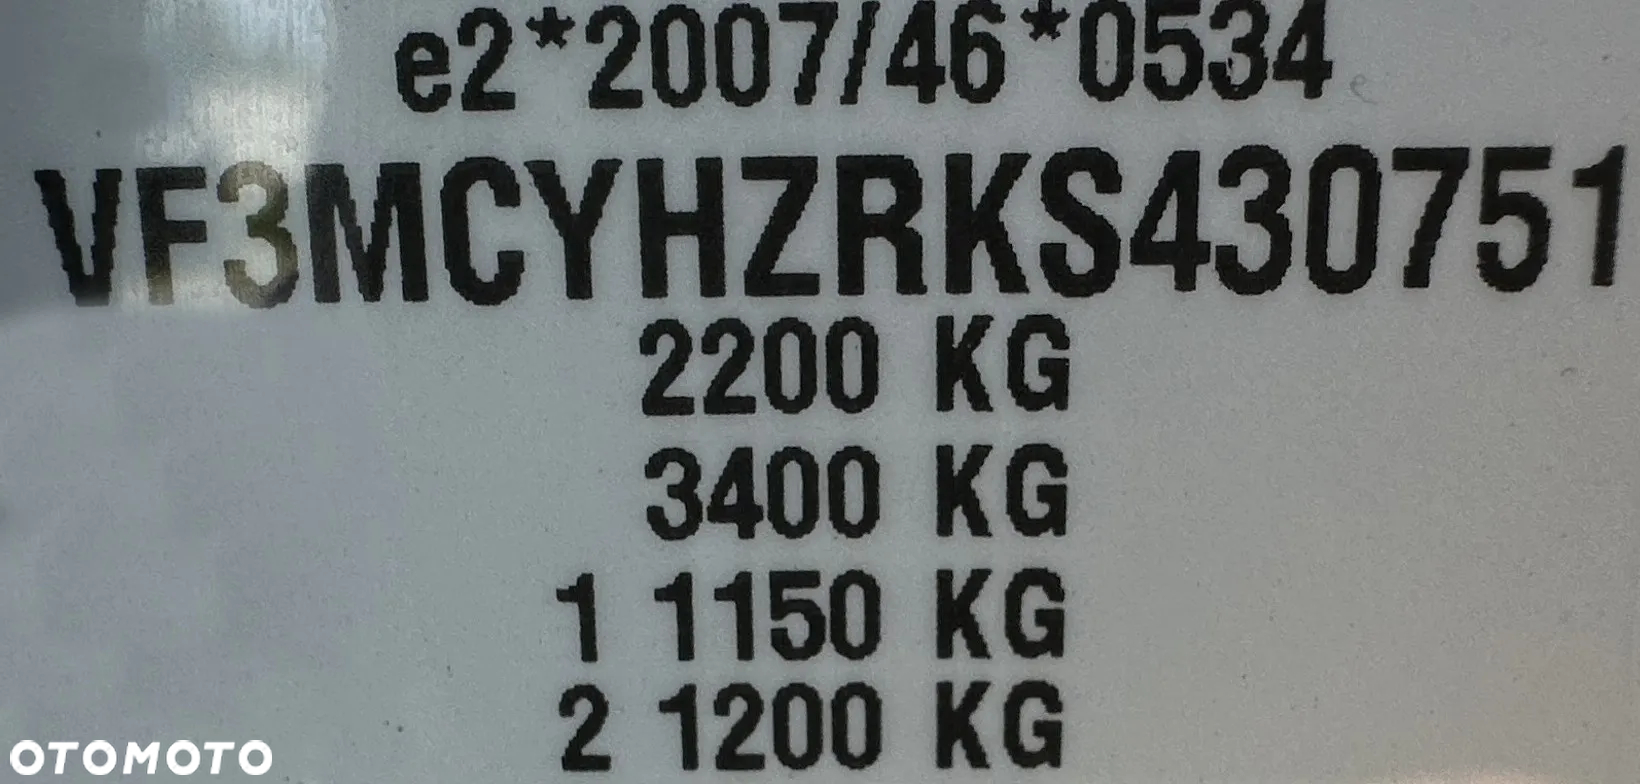 e2*2007/46*0534
VF3MCYHZRKS430751
2200 KG
3400 KG
1 1150 KG
2 1200 KG
OTOMOTO